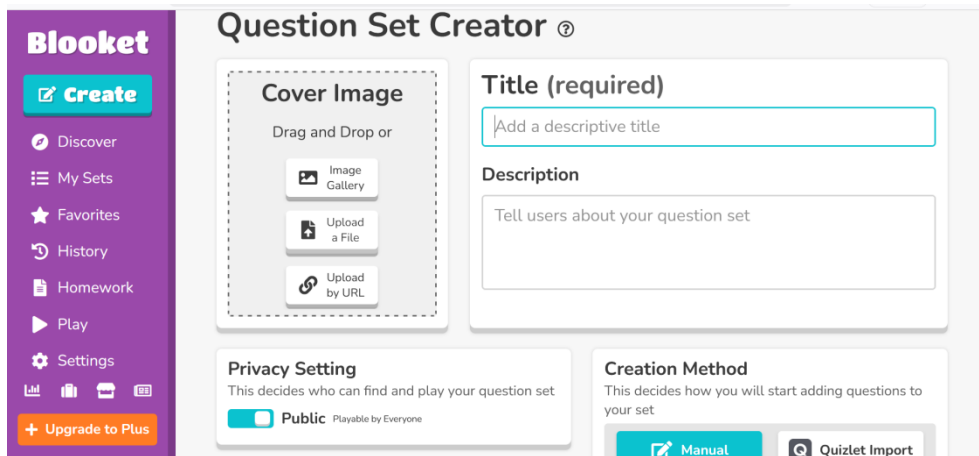 Blooket
Create
Discover
My Sets
Favorites
History
Homework
Play
Settings
+ Upgrade to Plus
Question Set Creator
Cover Image
Drag and Drop or
Image
Gallery
Upload
a File
Upload
by URL
Title (required)
Add a descriptive title
Description
Tell users about your question set
Privacy Setting
This decides who can find and play your question set
Public Playable by Everyone
Creation Method
This decides how you will start adding questions to
your set
Manual
Q Quizlet Import